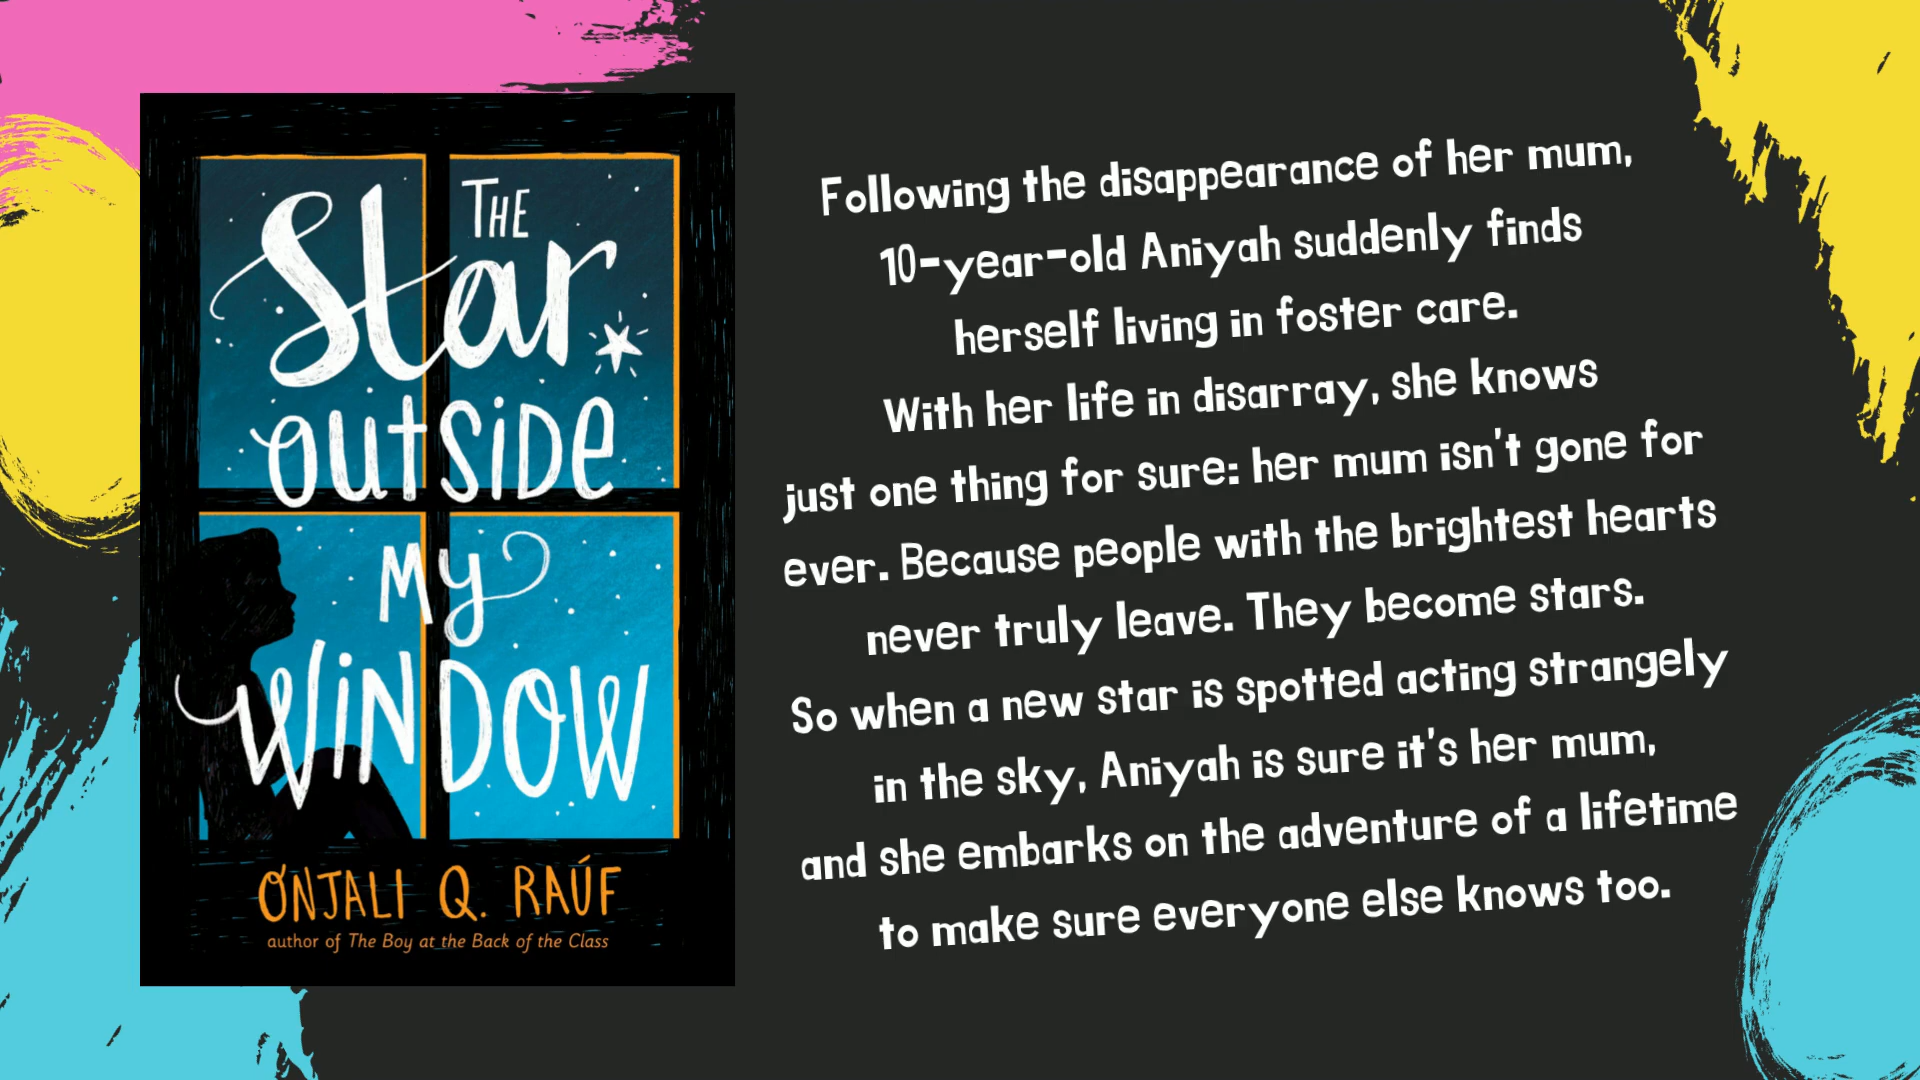 THE
Star
outside
My
WINDOW
ONJALI Q. RAÚF
author of The Boy at the Back of the Class
Following the disappearance of her mum,
10-year-old Aniyah suddenly finds
herself living in foster care.
With her life in disarray, she knows
just one thing for sure: her mum isn't gone for
ever. Because people with the brightest hearts
never truly leave. They become stars.
So when a new star is spotted acting strangely
in the sky, Aniyah is sure it's her mum,
and she embarks on the adventure of a lifetime
to make sure everyone else knows too.